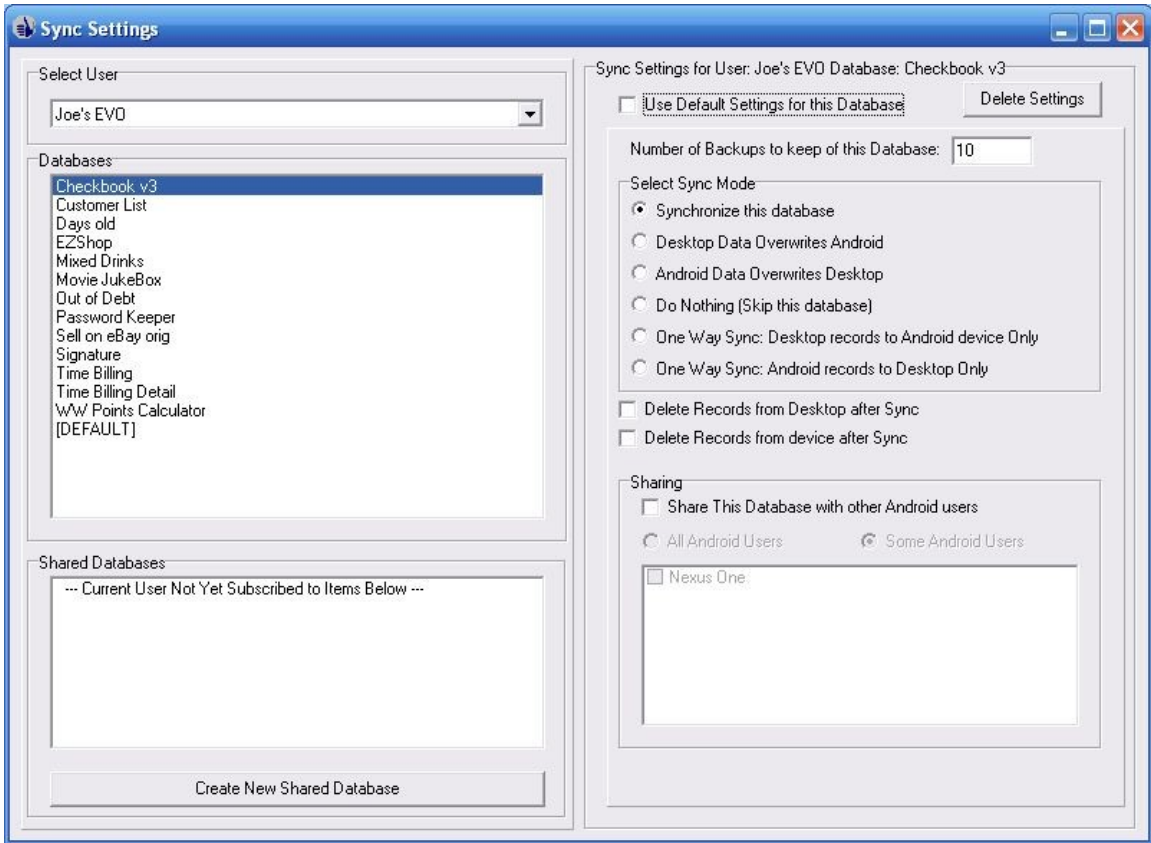 Sync Settings
Select User
Joe's EVO
Databases
Checkbook v3
Customer List
Days old
EZShop
Mixed Drinks
Movie JukeBox
Out of Debt
Password Keeper
Sell on eBay orig
Signature
Time Billing
Time Billing Detail
WW Points Calculator
[DEFAULT]
Shared Databases
--- Current User Not Yet Subscribed to Items Below ---
Create New Shared Database
Sync Settings for User: Joe's EVO Database: Checkbook v3
Use Default Settings for this Database
Delete Settings
Number of Backups to keep of this Database: 10
Select Sync Mode
Synchronize this database
Desktop Data Overwrites Android
Android Data Overwrites Desktop
Do Nothing (Skip this database)
One Way Sync: Desktop records to Android device Only
One Way Sync: Android records to Desktop Only
Delete Records from Desktop after Sync
Delete Records from device after Sync
Sharing
Share This Database with other Android users
All Android Users Some Android Users
Nexus One